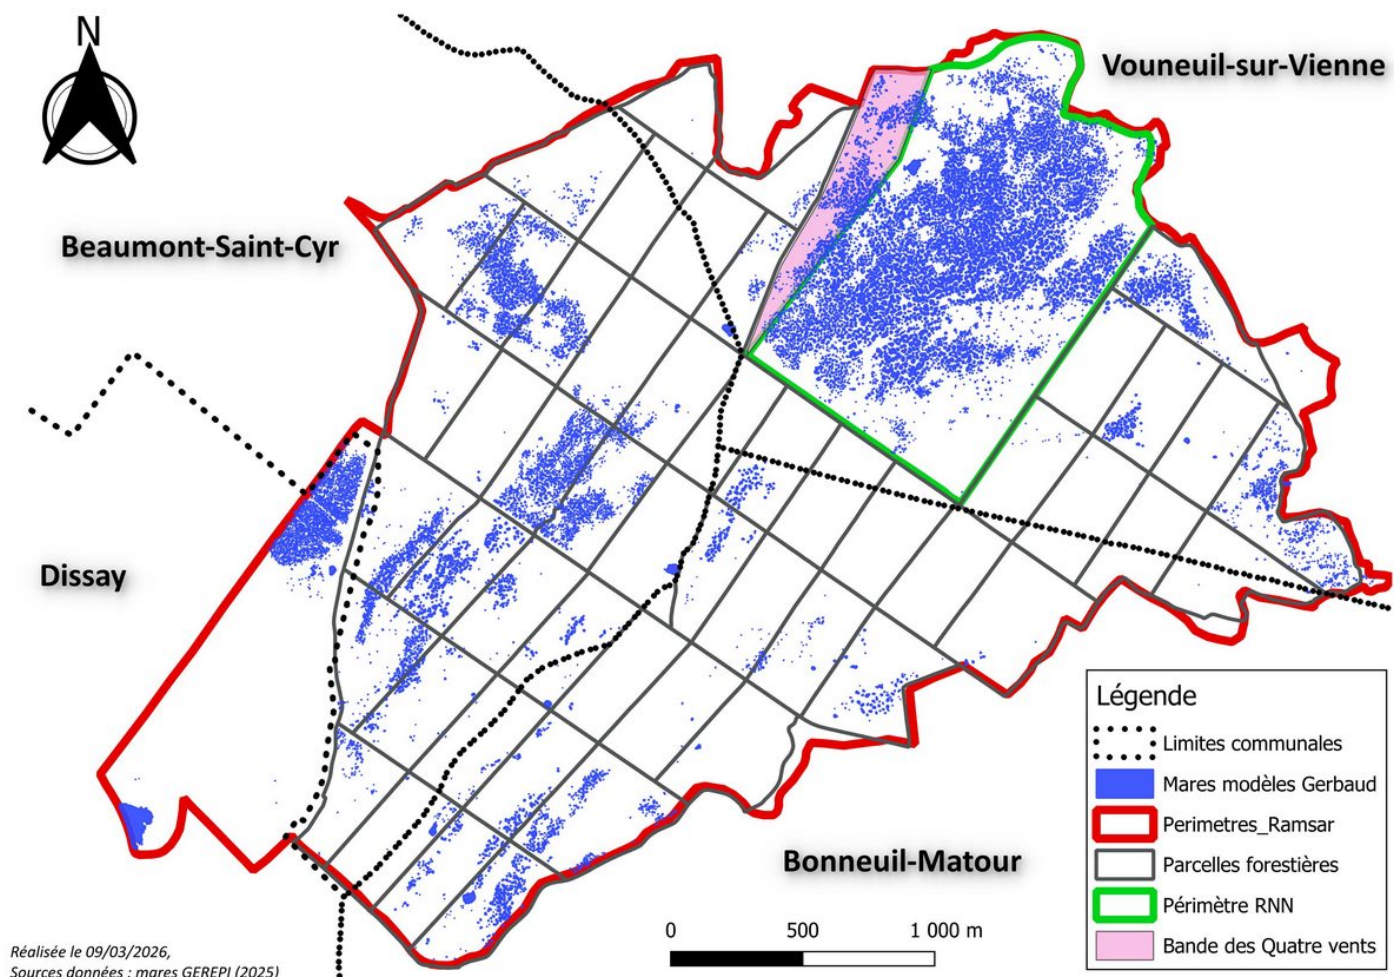 N
Vouneuil-sur-Vienne
Beaumont-Saint-Cyr
Dissay
Bonneuil-Matour
Légende
Limites communales
Mares modèles Gerbaud
Perimetres_Ramsar
Parcelles forestières
Périmètre RNN
Bande des Quatre vents
0 500 1 000 m
Réalisée le 09/03/2026,
Sources données : mares GEREPI (2025)